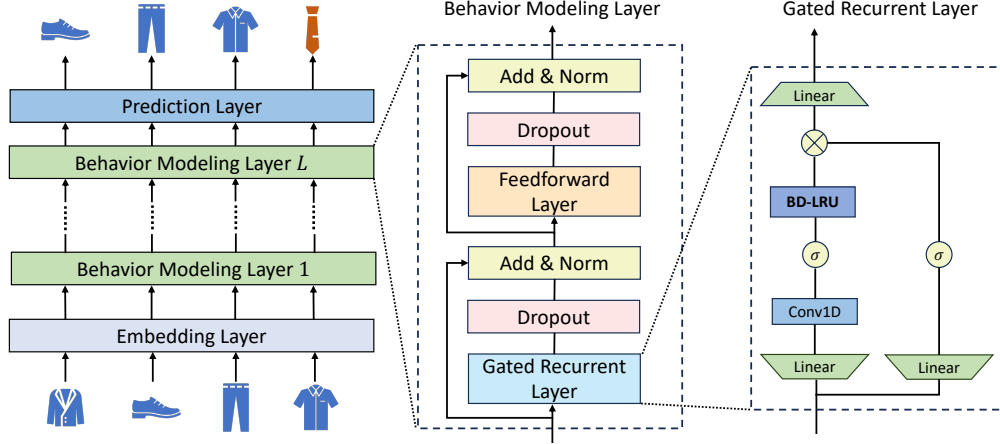 Prediction Layer
Behavior Modeling Layer L
Behavior Modeling Layer 1
Embedding Layer
Behavior Modeling Layer
Add & Norm
Dropout
Feedforward
Layer
Add & Norm
Dropout
Gated Recurrent
Layer
Gated Recurrent Layer
Linear
BD-LRU
σ
σ
Conv1D
Linear
Linear